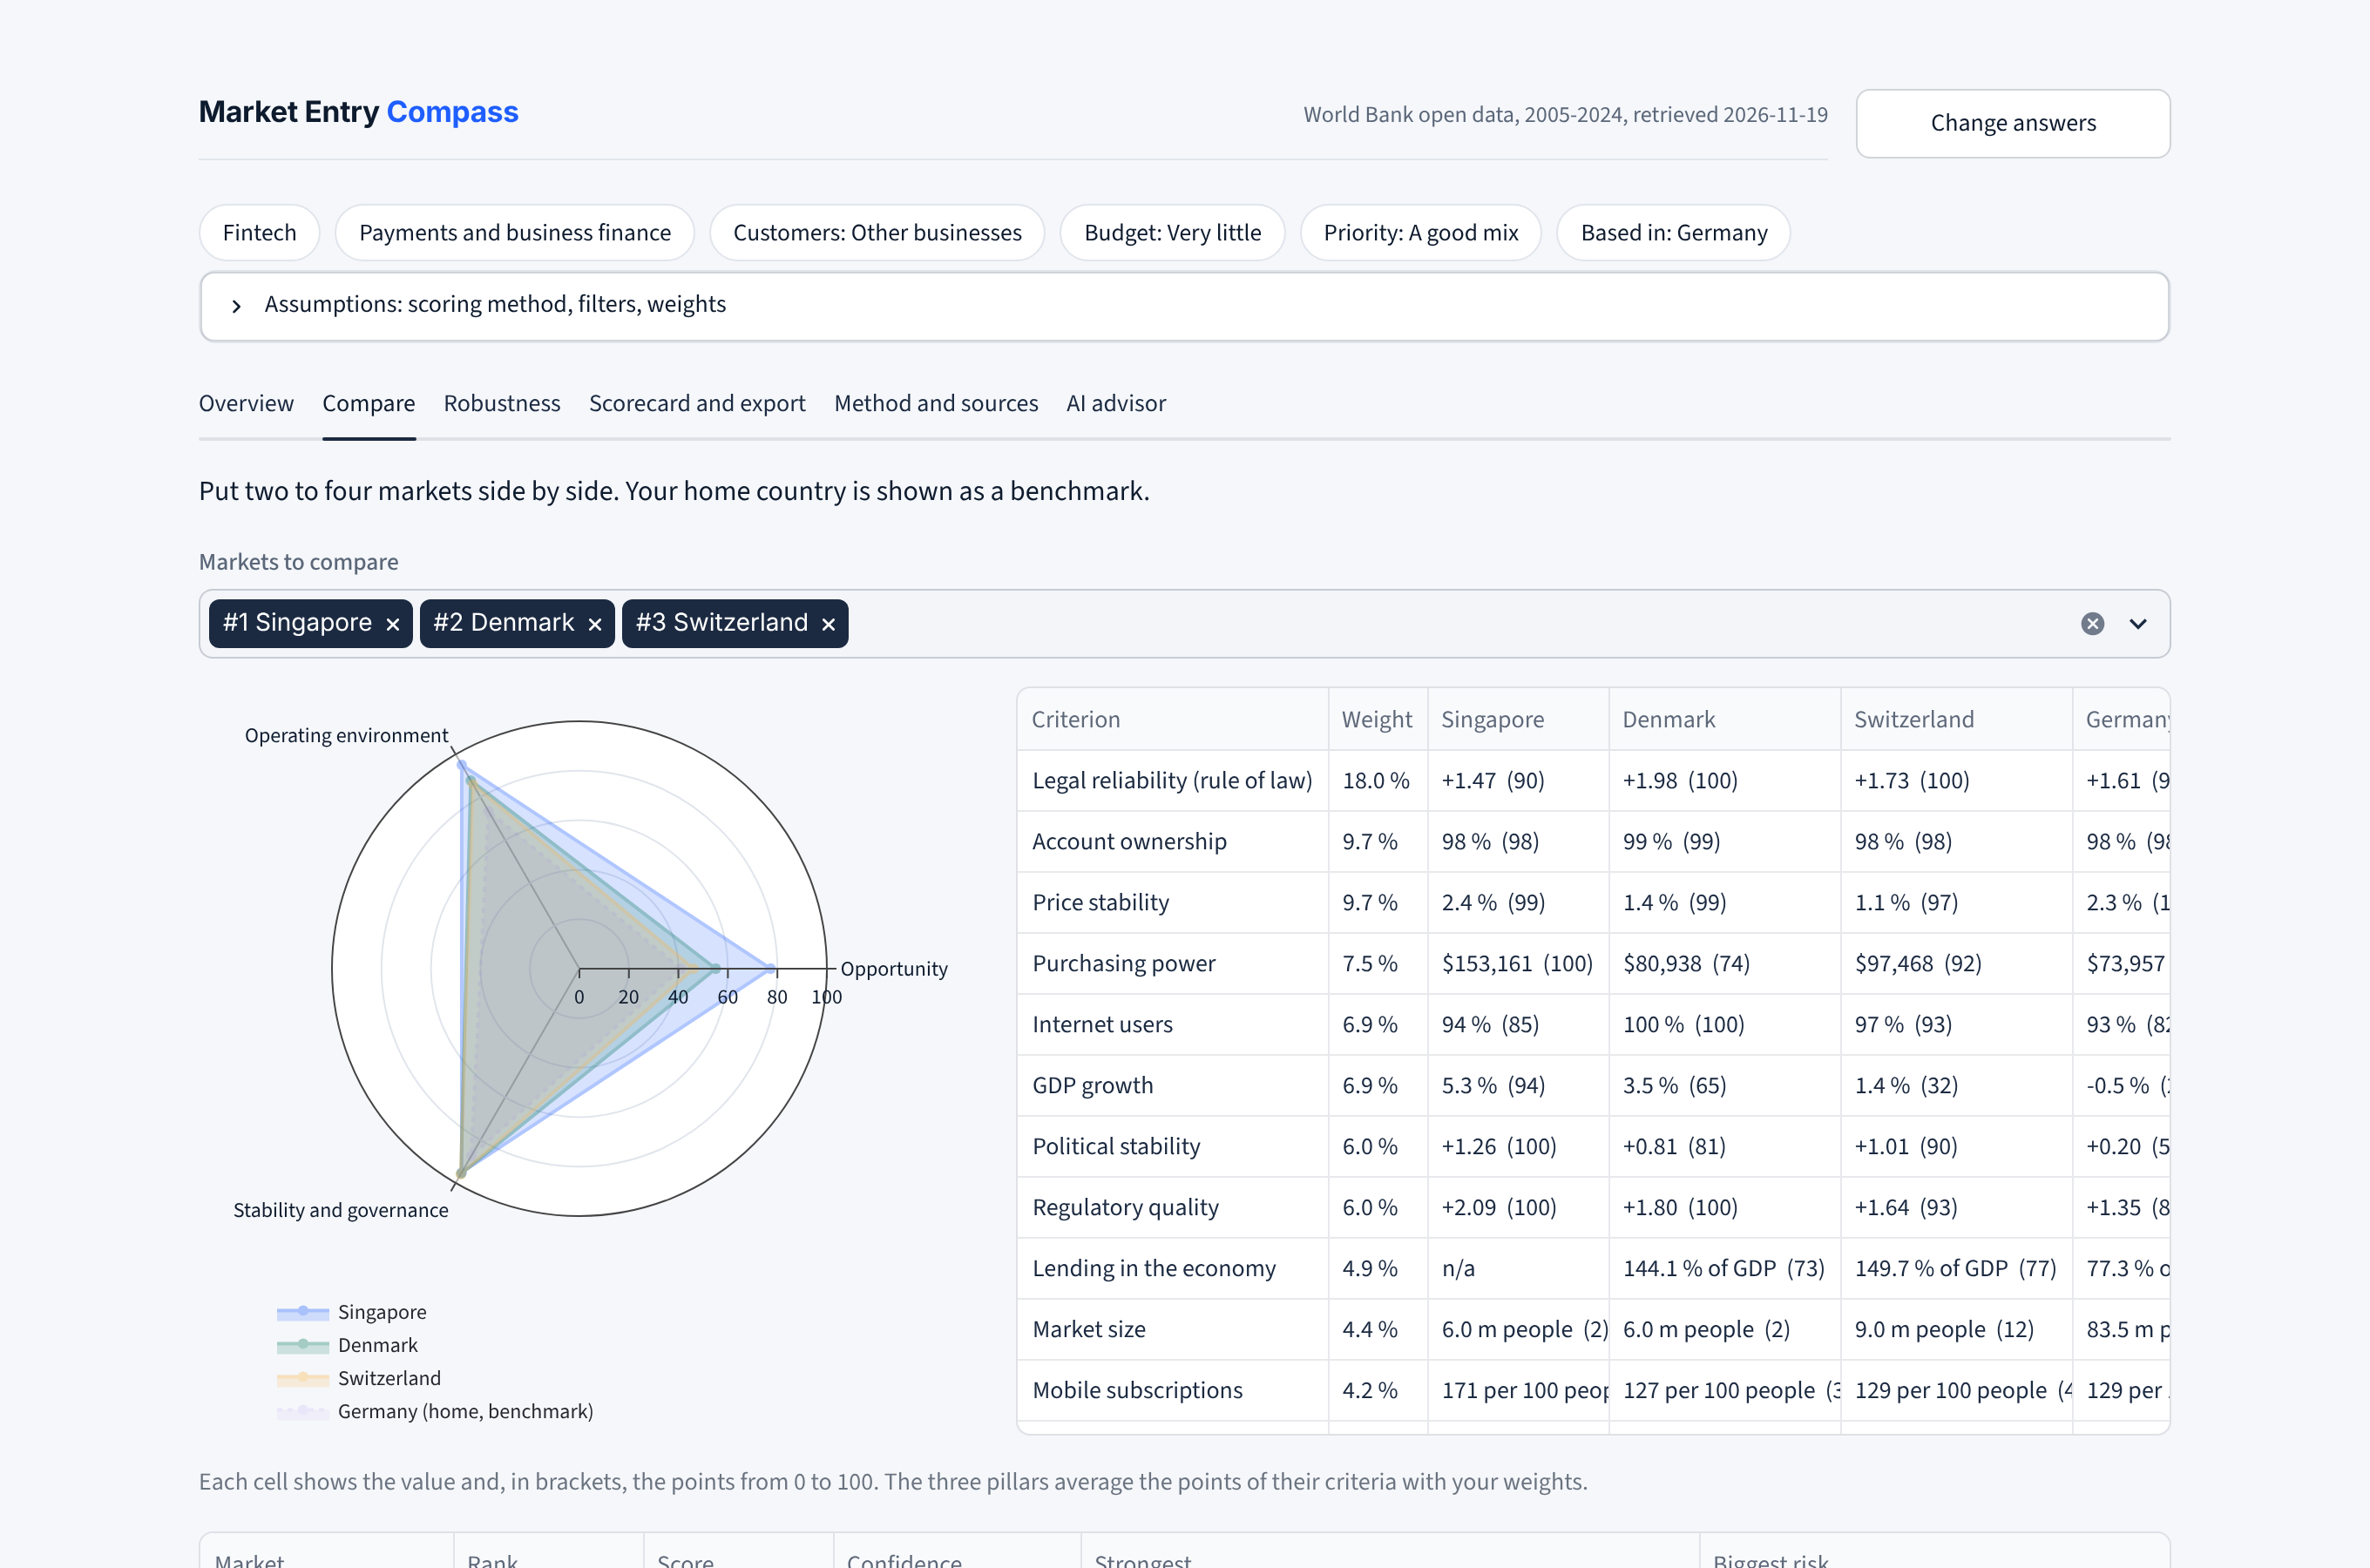 Market Entry Compass
World Bank open data, 2005-2024, retrieved 2026-11-19
Change answers
Fintech
Payments and business finance
Customers: Other businesses
Budget: Very little
Priority: A good mix
Based in: Germany
Assumptions: scoring method, filters, weights
Overview Compare Robustness Scorecard and export Method and sources AI advisor
Put two to four markets side by side. Your home country is shown as a benchmark.
Markets to compare
#1 Singapore #2 Denmark #3 Switzerland
Operating environment
Opportunity
0 20 40 60 80 100
Stability and governance
Singapore
Denmark
Switzerland
Germany (home, benchmark)
Criterion Weight Singapore Denmark Switzerland Germany
Legal reliability (rule of law) 18.0 % +1.47 (90) +1.98 (100) +1.73 (100) +1.61 (9
Account ownership 9.7 % 98 % (98) 99 % (99) 98 % (98) 98 % (98
Price stability 9.7 % 2.4 % (99) 1.4 % (99) 1.1 % (97) 2.3 % (1
Purchasing power 7.5 % $153,161 (100) $80,938 (74) $97,468 (92) $73,957
Internet users 6.9 % 94 % (85) 100 % (100) 97 % (93) 93 % (82
GDP growth 6.9 % 5.3 % (94) 3.5 % (65) 1.4 % (32) -0.5 %
Political stability 6.0 % +1.26 (100) +0.81 (81) +1.01 (90) +0.20 (5
Regulatory quality 6.0 % +2.09 (100) +1.80 (100) +1.64 (93) +1.35 (8
Lending in the economy 4.9 % n/a 144.1 % of GDP (73) 149.7 % of GDP (77) 77.3 % o
Market size 4.4 % 6.0 m people (2) 6.0 m people (2) 9.0 m people (12) 83.5 m p
Mobile subscriptions 4.2 % 171 per 100 peop 127 per 100 people (3 129 per 100 people (4 129 per
Each cell shows the value and, in brackets, the points from 0 to 100. The three pillars average the points of their criteria with your weights.
Market Rank Score Confidence Strongest Biggest risk